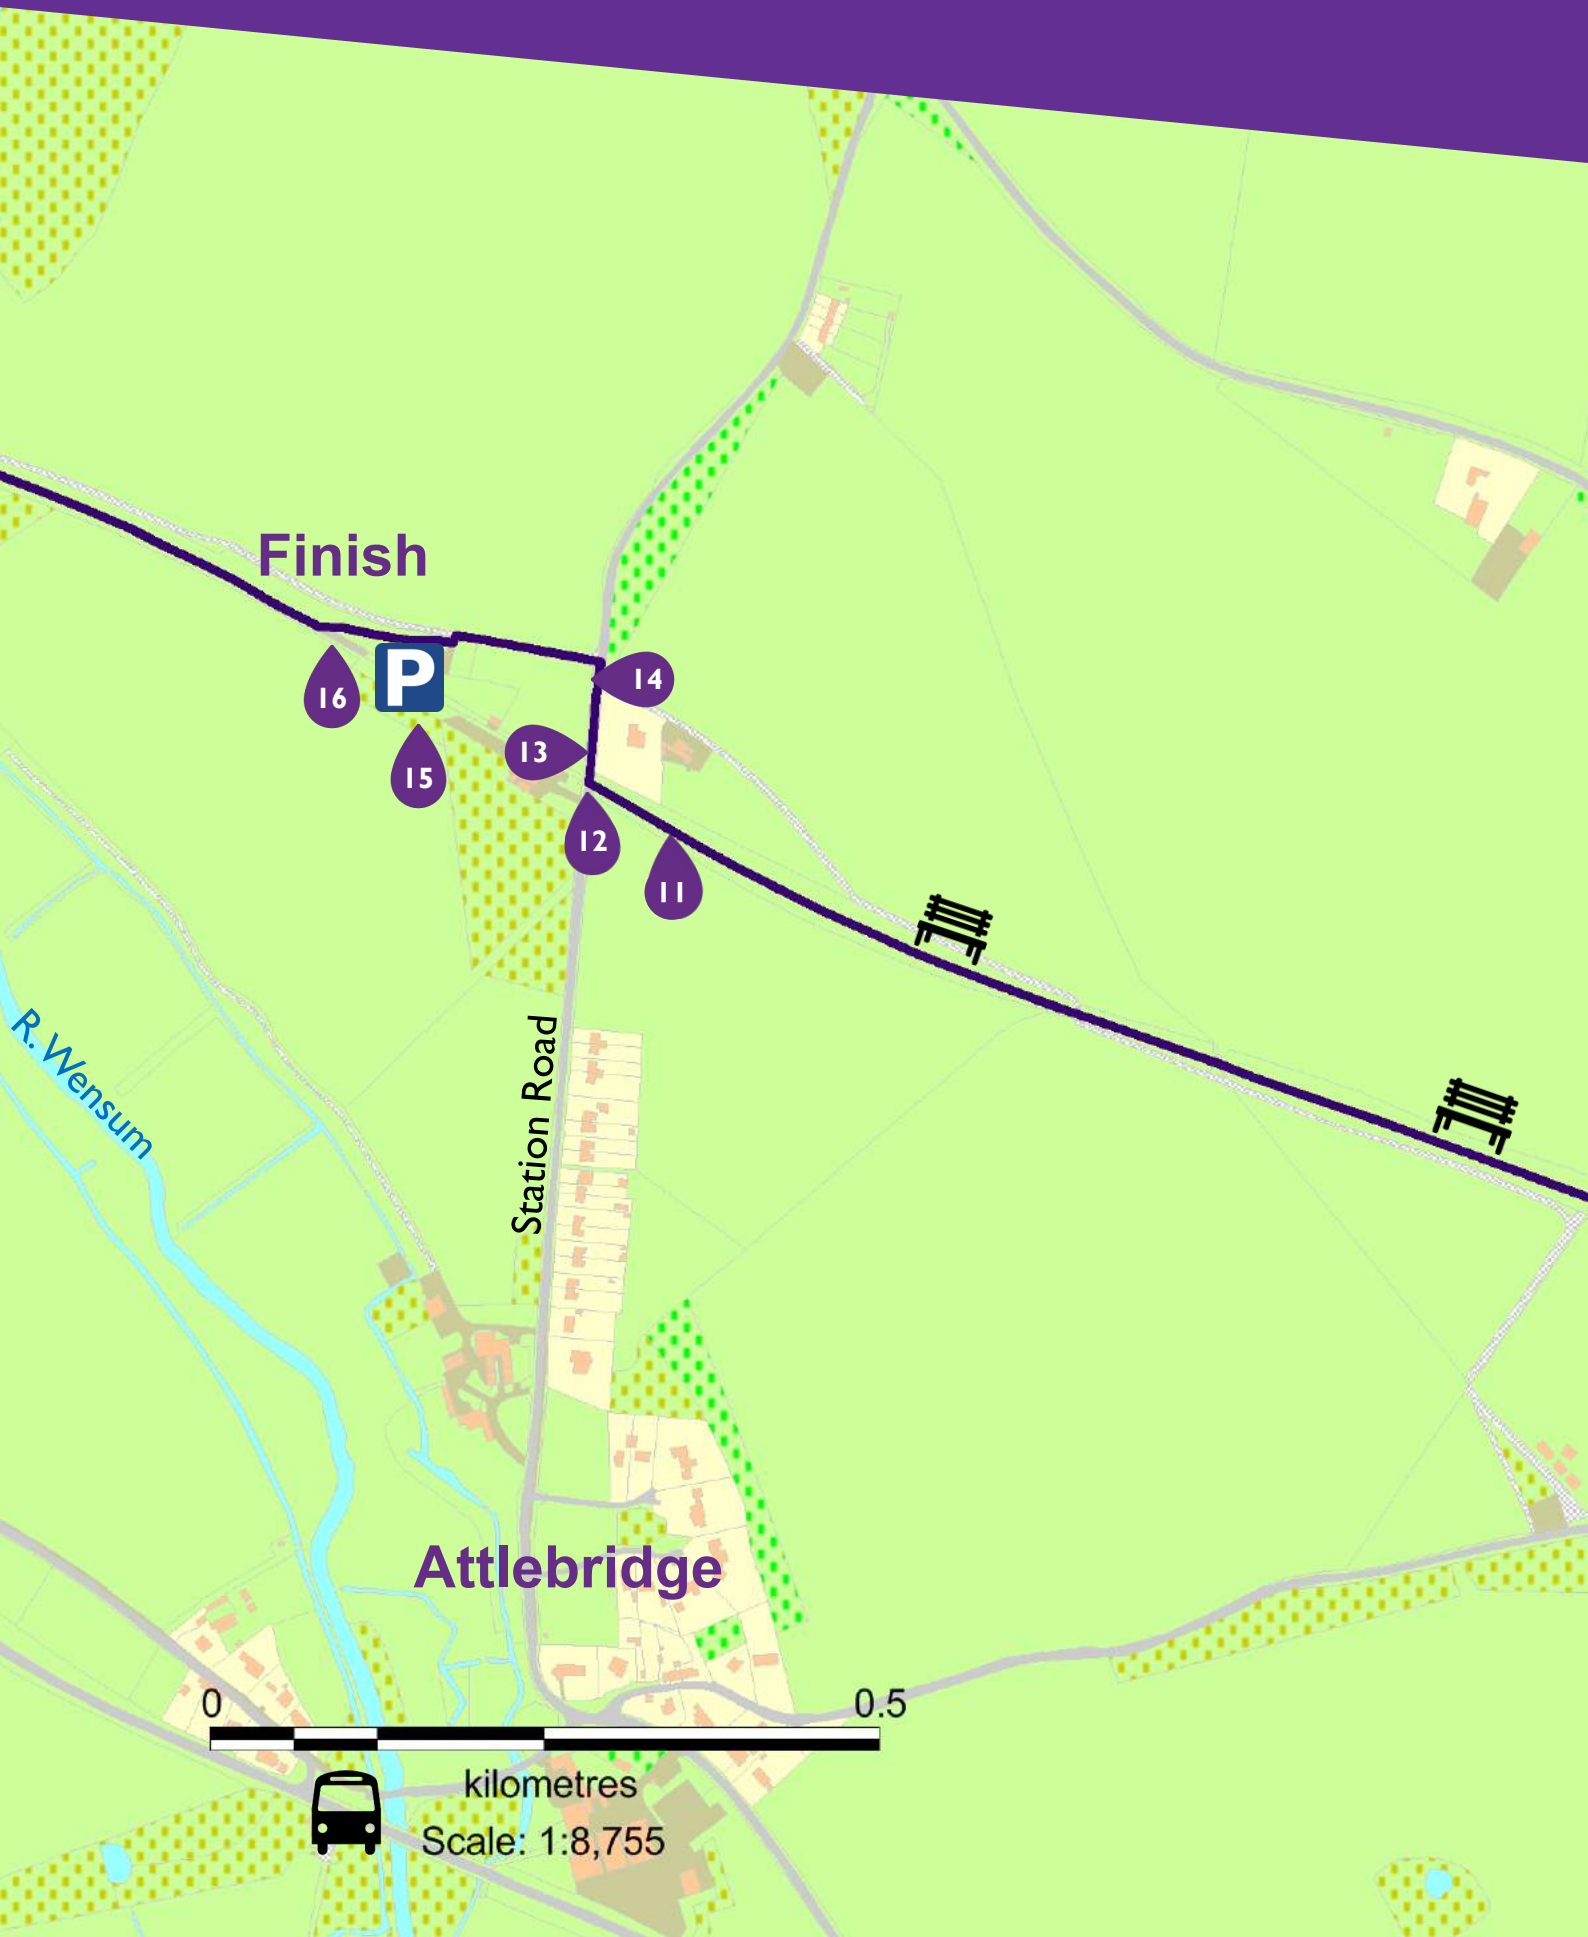 Finish
P
14
16
13
15
12
11
R. Wensum
Station Road
Attlebridge
0 0.5
kilometres
Scale: 1:8,755